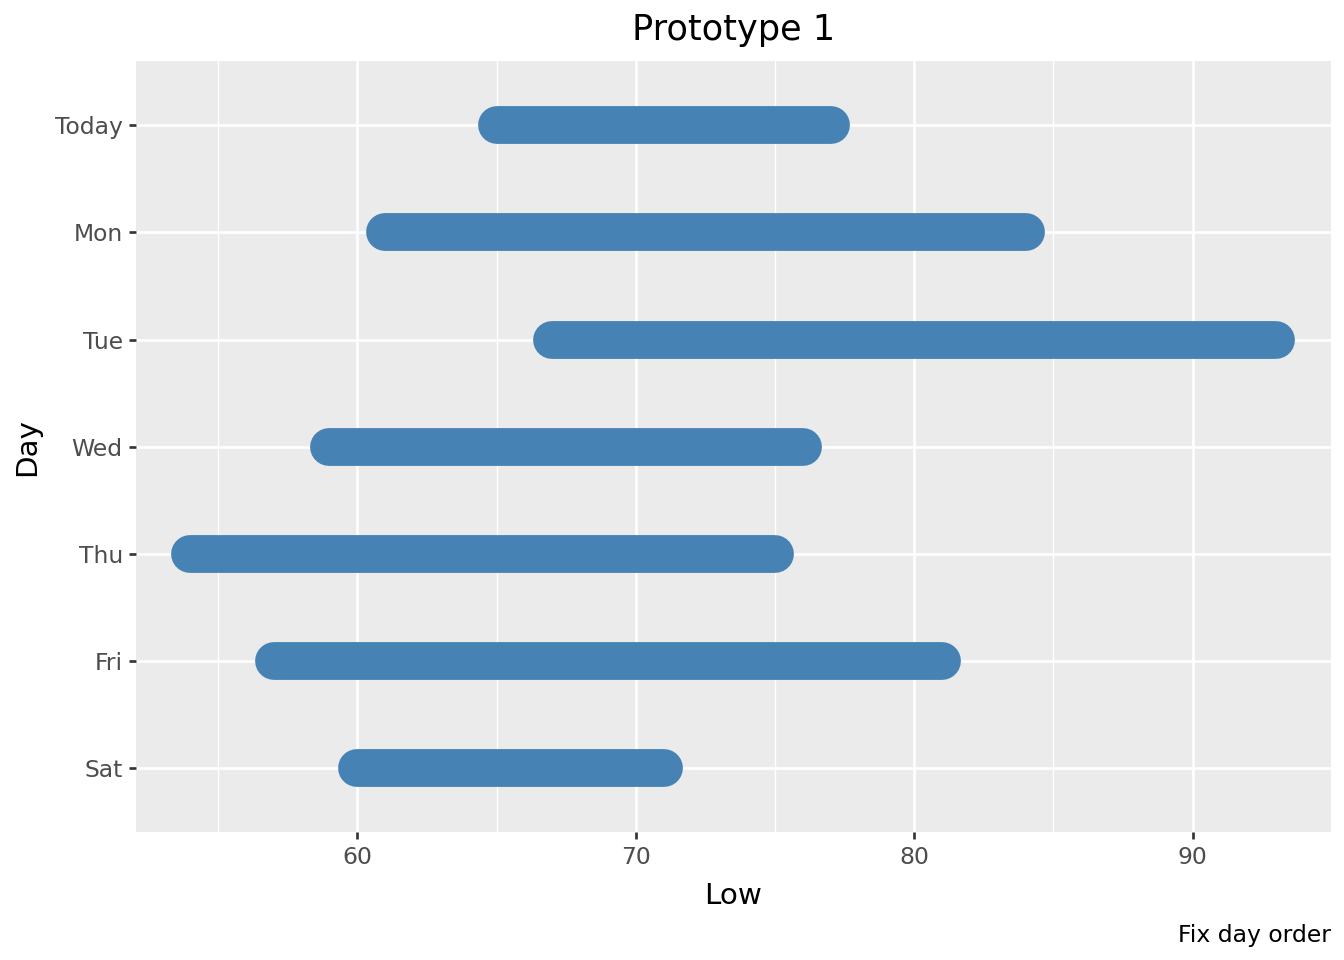 Prototype 1
Today
Mon
Tue
Wed
Thu
Fri
Sat
Day
60 70 80 90
Low
Fix day order